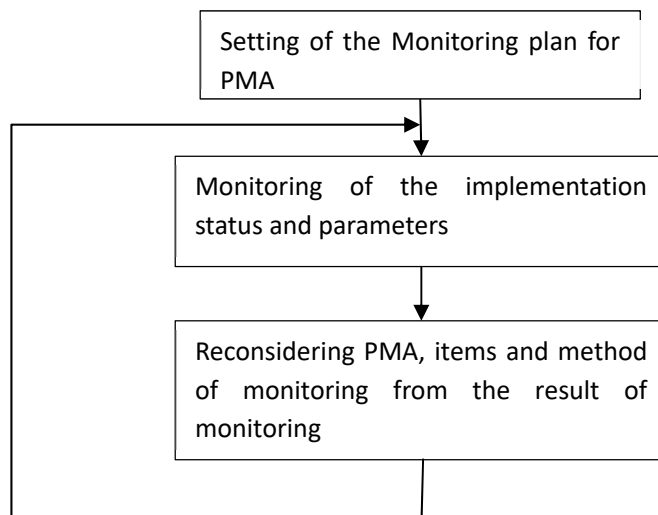 Setting of the Monitoring plan for
PMA
Monitoring of the implementation
status and parameters
Reconsidering PMA, items and method
of monitoring from the result of
monitoring